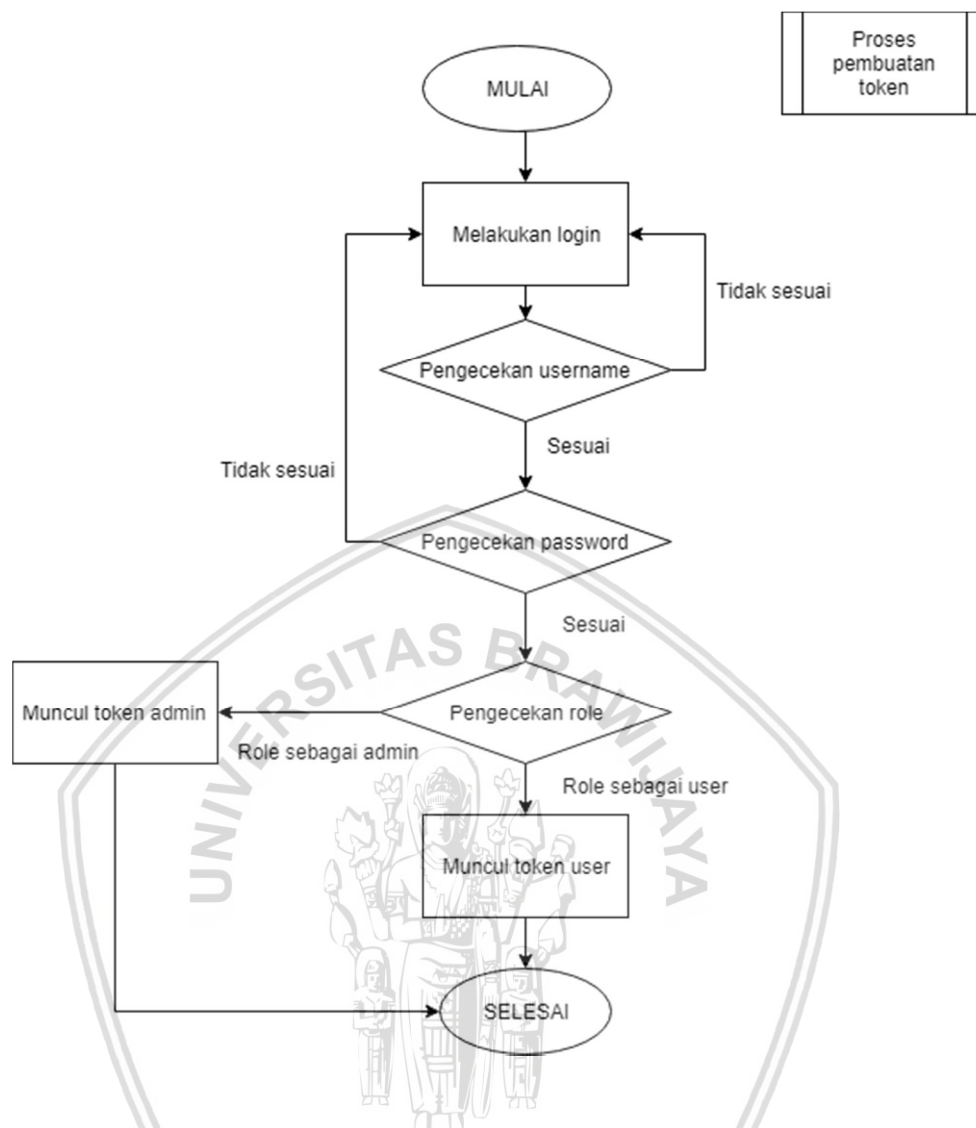 Proses
pembuatan
token
MULAI
Melakukan login
Tidak sesuai
Pengecekan username
Sesuai
Tidak sesuai
Pengecekan password
Sesuai
Muncul token admin
Pengecekan role
Role sebagai admin
Role sebagai user
Muncul token user
SELESAI
UNIVERSITAS BRAWIJAYA